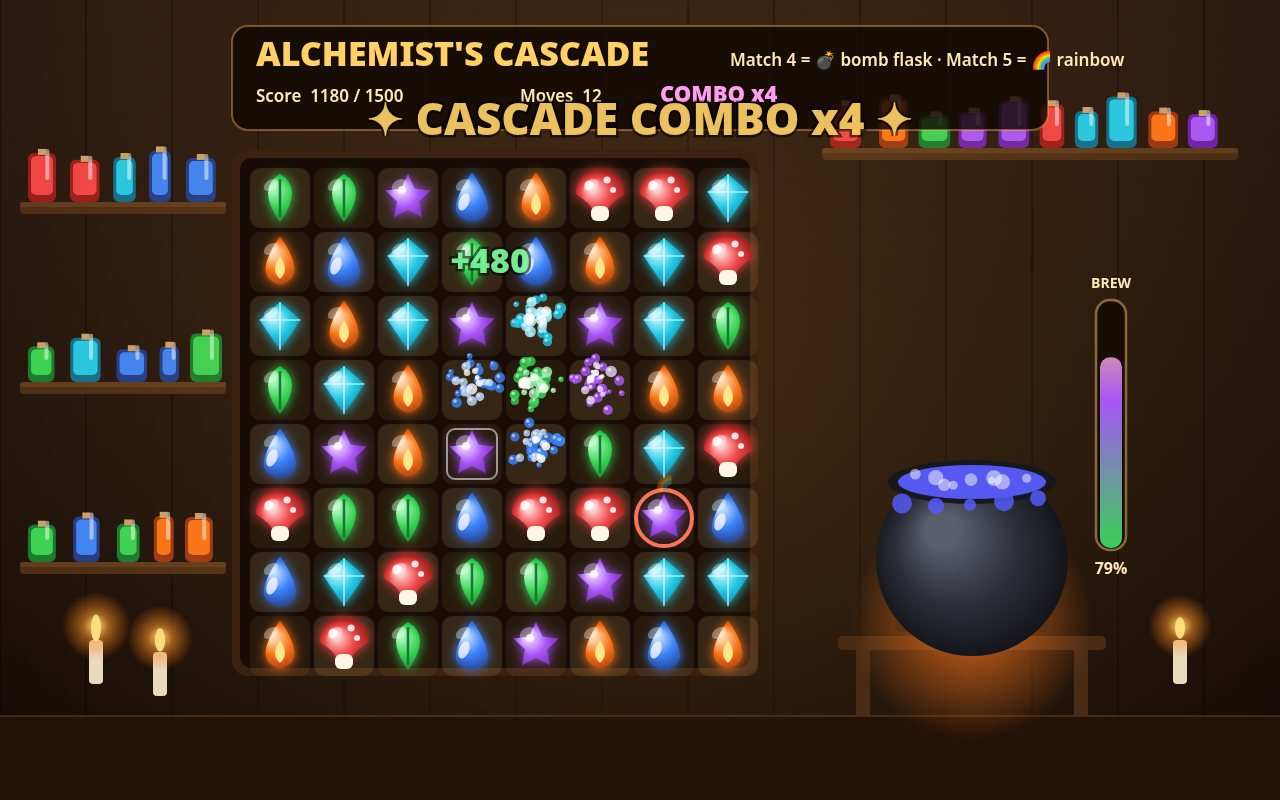 ALCHEMIST'S CASCADE
Match 4 = 💣 bomb flask · Match 5 = 🌈 rainbow
Score 1180 / 1500
Moves 12
COMBO x4
✦ CASCADE COMBO x4 ✦
+480
BREW
79%